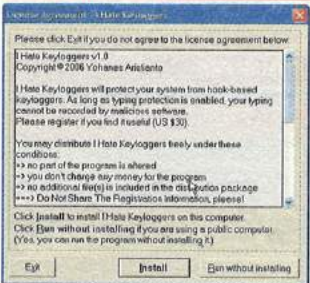 License Agreement - I Hate Keyloggers
Please click Exit if you do not agree to the license agreement below:
I Hate Keyloggers v1.0
Copyright © 2006 Yohanes Aristianto
I Hate Keyloggers will protect your system from hook-based
keyloggers. As long as typing protection is enabled, your typing
cannot be recorded by malicious software.
Please register if you find it useful (US $30).
You may distribute I Hate Keyloggers freely under these
conditions:
=> no part of the program is altered
=> you don't charge any money for the program
=> no additional file(s) is included in the distribution package
===> Do Not Share The Registration Information, please!
Click Install to install I Hate Keyloggers on this computer.
Click Run without installing if you are using a public computer.
(Yes, you can run the program without installing it.)
Exit
Install
Run without installing